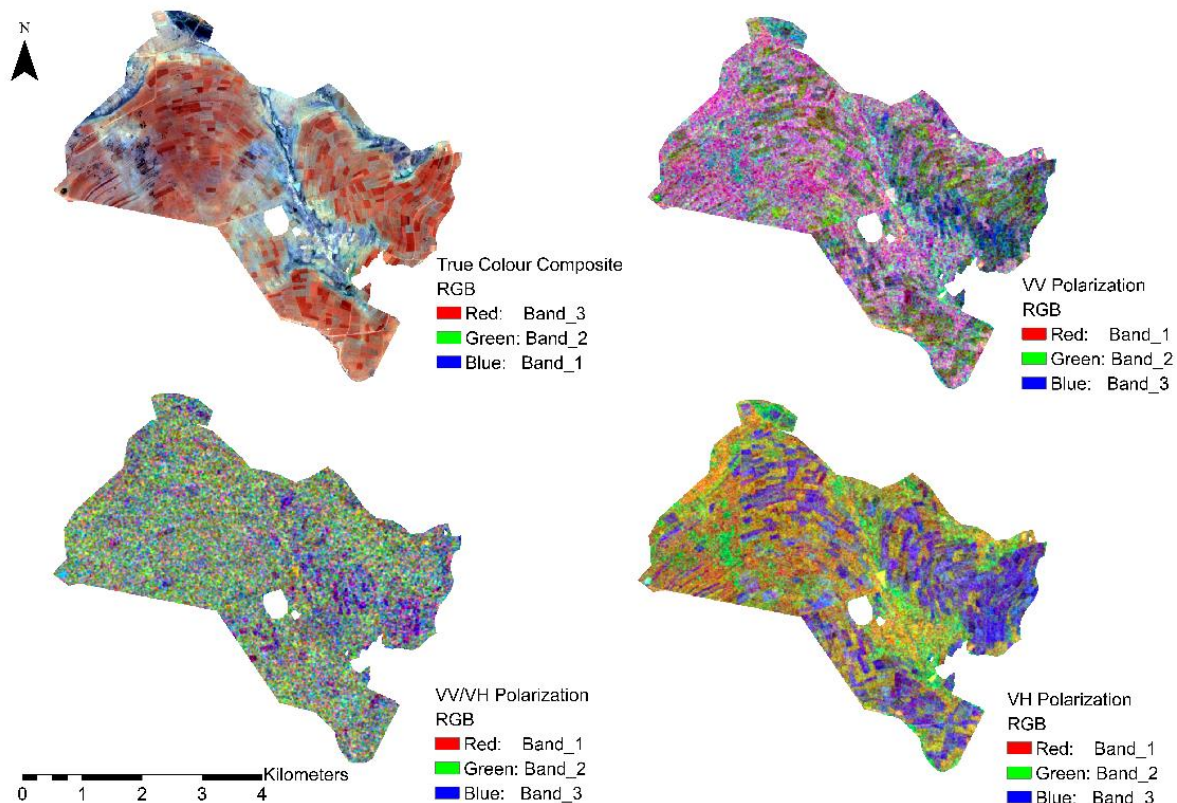 N
True Colour Composite
RGB
Red: Band_3
Green: Band_2
Blue: Band_1
VV Polarization
RGB
Red: Band_1
Green: Band_2
Blue: Band_3
VV/VH Polarization
RGB
Red: Band_1
Green: Band_2
Blue: Band_3
VH Polarization
RGB
Red: Band_1
Green: Band_2
Blue: Band_3
Kilometers
0 1 2 3 4